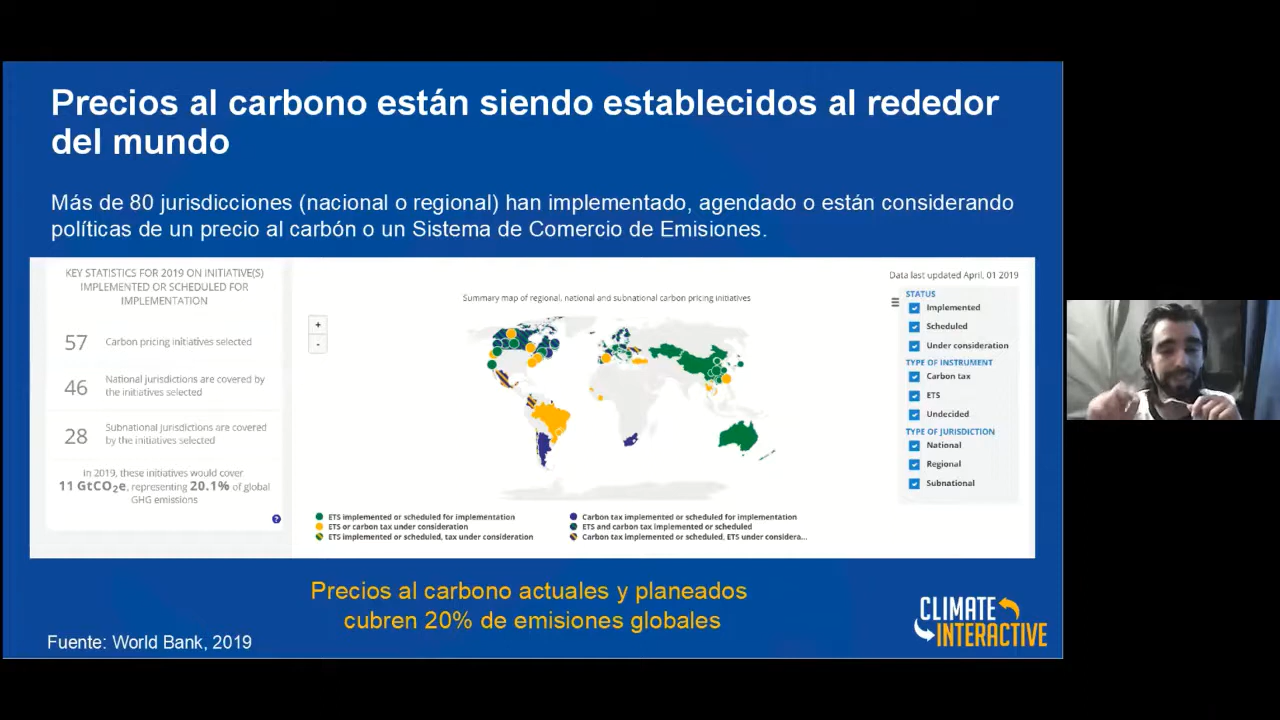 Precios al carbono están siendo establecidos al rededor
del mundo
Más de 80 jurisdicciones (nacional o regional) han implementado, agendado o están considerando
políticas de un precio al carbón o un Sistema de Comercio de Emisiones.
KEY STATISTICS FOR 2019 ON INITIATIVE(S)
IMPLEMENTED OR SCHEDULED FOR
IMPLEMENTATION
57 Carbon pricing initiatives selected
46 National jurisdictions are covered by
the initiatives selected
28 Subnational jurisdictions are covered
by the initiatives selected
In 2019, these initiatives would cover
11 GtCO2e, representing 20.1% of global
GHG emissions
?
Data last updated April, 01 2019
Summary map of regional, national and subnational carbon pricing initiatives
+
-
STATUS
Implemented
Scheduled
Under consideration
TYPE OF INSTRUMENT
Carbon tax
ETS
Undecided
TYPE OF JURISDICTION
National
Regional
Subnational
ETS implemented or scheduled for implementation
ETS or carbon tax under consideration
ETS implemented or scheduled, tax under consideration
Carbon tax implemented or scheduled for implementation
ETS and carbon tax implemented or scheduled
Carbon tax implemented or scheduled, ETS under considera...
Precios al carbono actuales y planeados
cubren 20% de emisiones globales
Fuente: World Bank, 2019
CLIMATE
INTERACTIVE